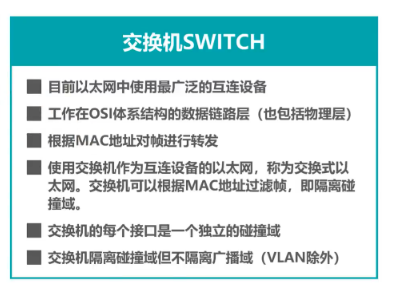 交换机SWITCH
目前以太网中使用最广泛的互连设备
工作在OSI体系结构的数据链路层（也包括物理层）
根据MAC地址对帧进行转发
使用交换机作为互连设备的以太网，称为交换式以
太网。交换机可以根据MAC地址过滤帧，即隔离碰
撞域。
交换机的每个接口是一个独立的碰撞域
交换机隔离碰撞域但不隔离广播域（VLAN除外）